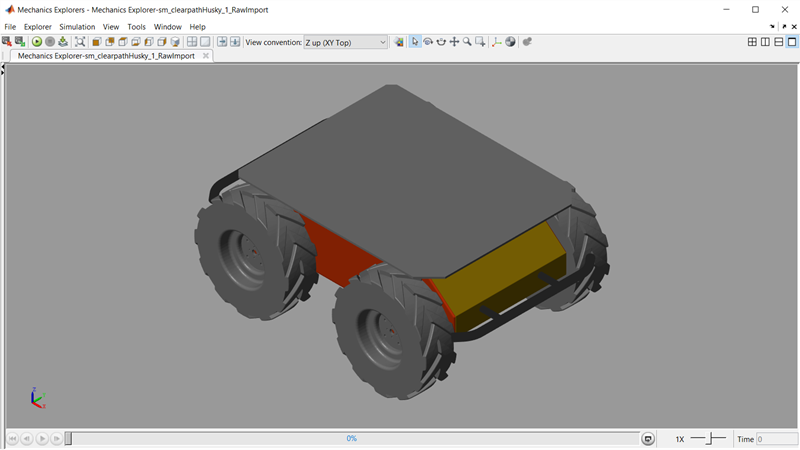 Mechanics Explorers - Mechanics Explorer-sm_clearpathHusky_1_RawImport
File Explorer Simulation View Tools Window Help
View convention: Z up (XY Top)
Mechanics Explorer-sm_clearpathHusky_1_RawImport
z
x
0%
1X
Time 0